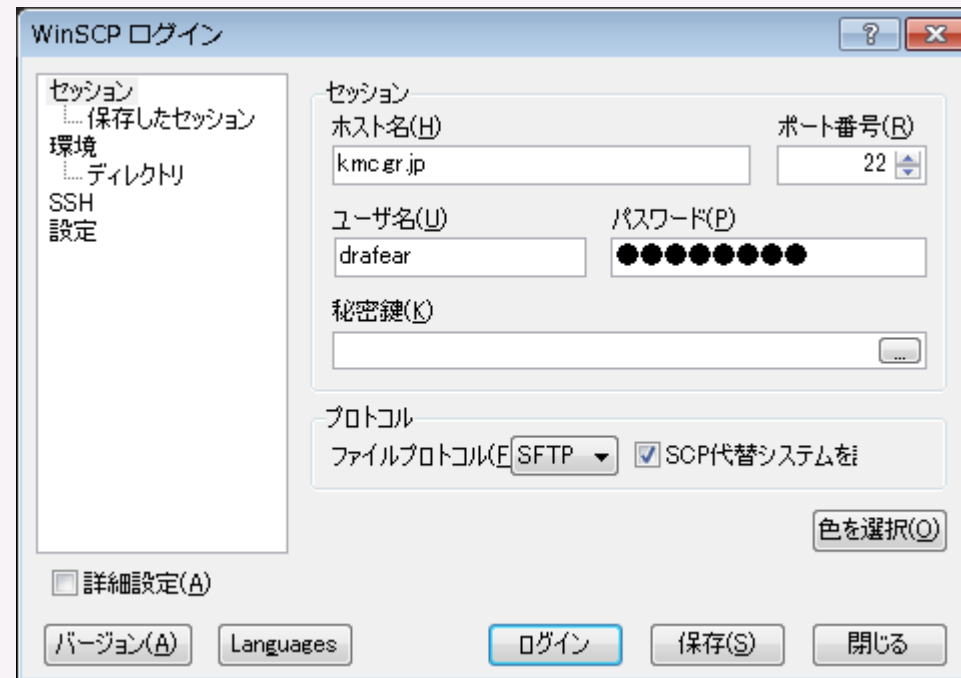 WinSCP ログイン
セッション
保存したセッション
環境
ディレクトリ
SSH
設定
セッション
ホスト名(H)
ポート番号(R)
kmc.gr.jp
22
ユーザ名(U)
パスワード(P)
drafear
●●●●●●●●
秘密鍵(K)
...
プロトコル
ファイルプロトコル(F
SFTP
SCP代替システムを
色を選択(O)
詳細設定(A)
バージョン(A)
Languages
ログイン
保存(S)
閉じる